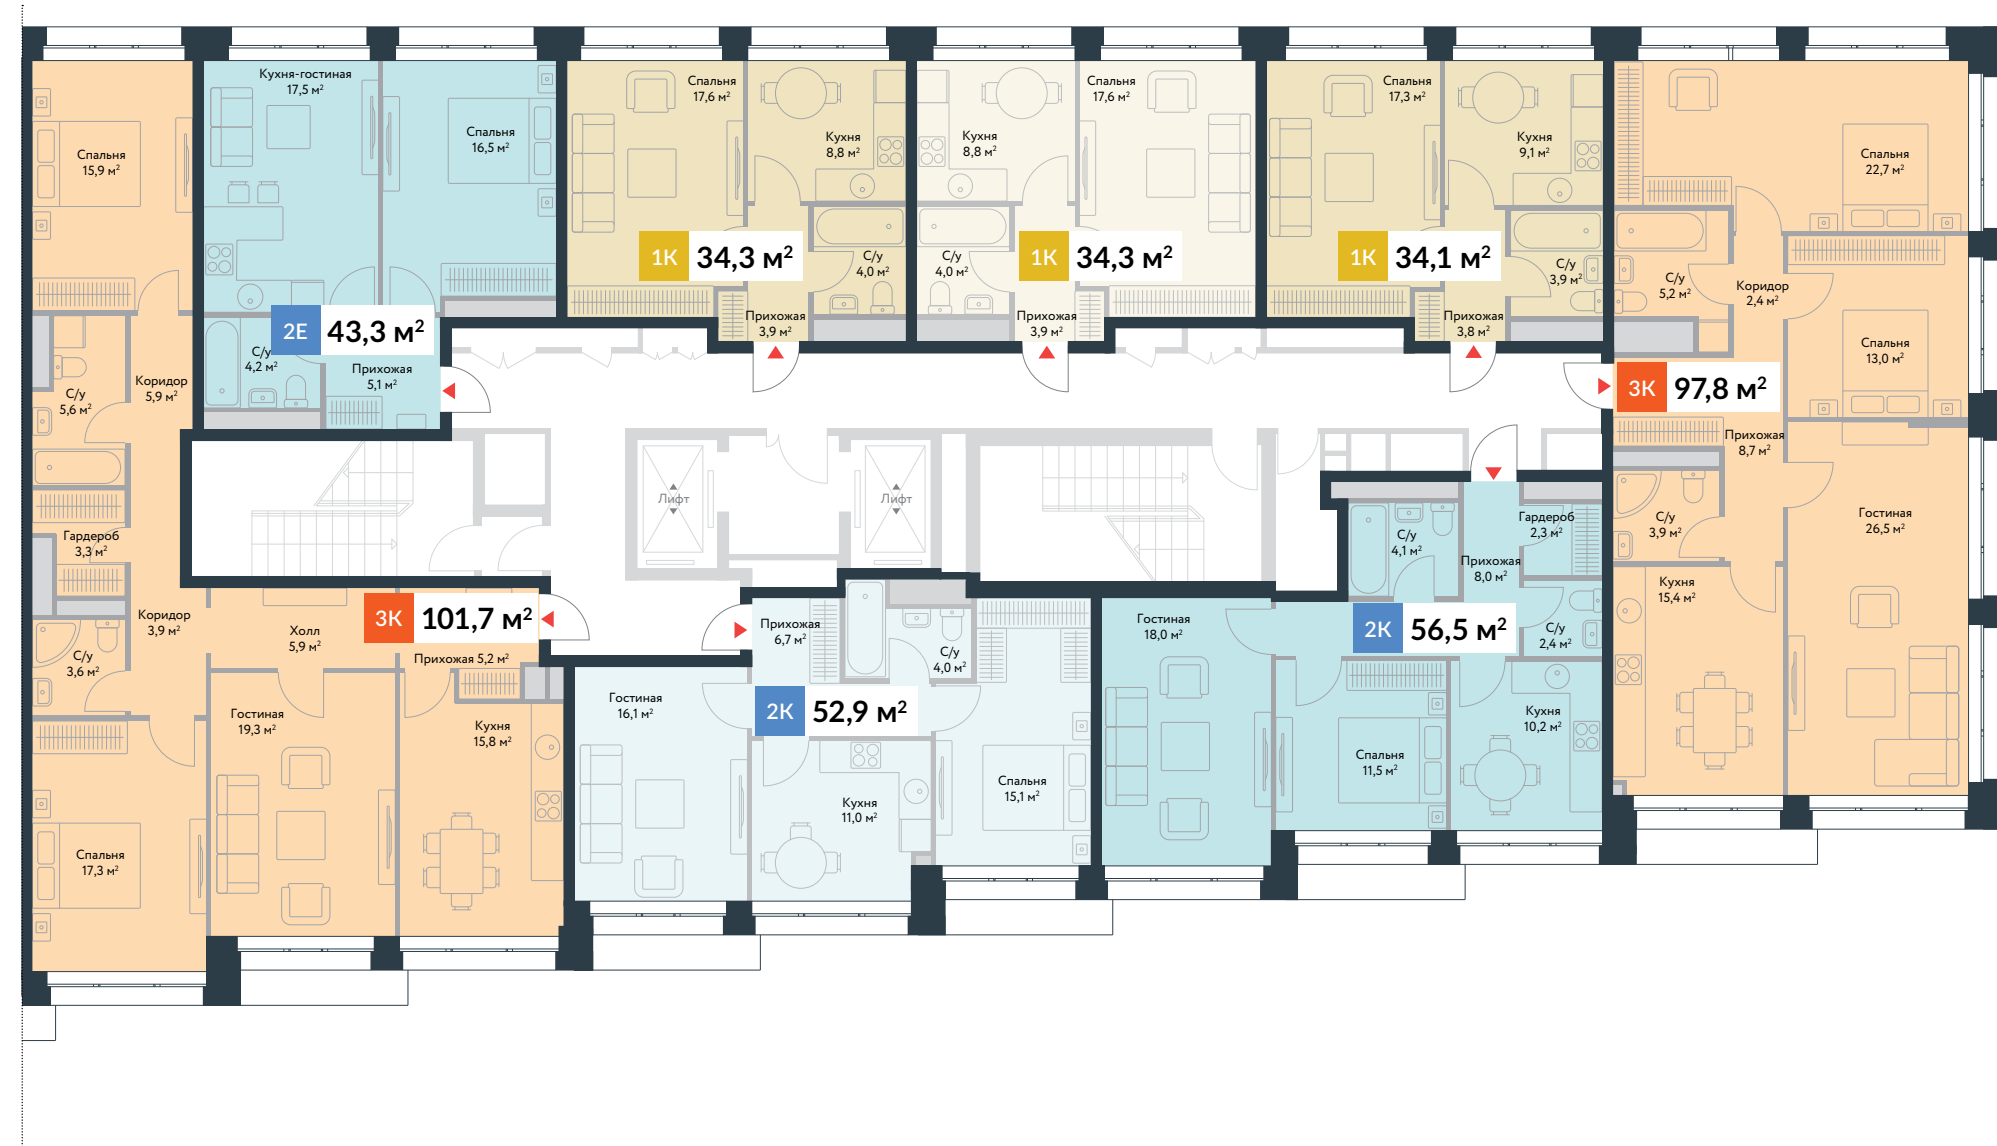 Спальня
15,9 м²
С/у
5,6 м²
Коридор
5,9 м²
Гардероб
3,3 м²
Коридор
3,9 м²
С/у
3,6 м²
Холл
5,9 м²
3К 101,7 м²
Прихожая 5,2 м²
Гостиная
19,3 м²
Кухня
15,8 м²
Спальня
17,3 м²
Кухня-гостиная
17,5 м²
Спальня
16,5 м²
2Е 43,3 м²
С/у
4,2 м²
Прихожая
5,1 м²
Спальня
17,6 м²
Кухня
8,8 м²
1К 34,3 м²
С/у
4,0 м²
Прихожая
3,9 м²
Кухня
8,8 м²
Спальня
17,6 м²
С/у
4,0 м²
1К 34,3 м²
Прихожая
3,9 м²
Спальня
17,3 м²
Кухня
9,1 м²
1К 34,1 м²
С/у
3,9 м²
Прихожая
3,8 м²
Спальня
22,7 м²
С/у
5,2 м²
Коридор
2,4 м²
Спальня
13,0 м²
3К 97,8 м²
Прихожая
8,7 м²
С/у
3,9 м²
Гостиная
26,5 м²
Кухня
15,4 м²
Лифт
Лифт
Прихожая
6,7 м²
С/у
4,0 м²
Гостиная
16,1 м²
2К 52,9 м²
Кухня
11,0 м²
Спальня
15,1 м²
С/у
4,1 м²
Гардероб
2,3 м²
Прихожая
8,0 м²
Гостиная
18,0 м²
2К 56,5 м²
С/у
2,4 м²
Спальня
11,5 м²
Кухня
10,2 м²